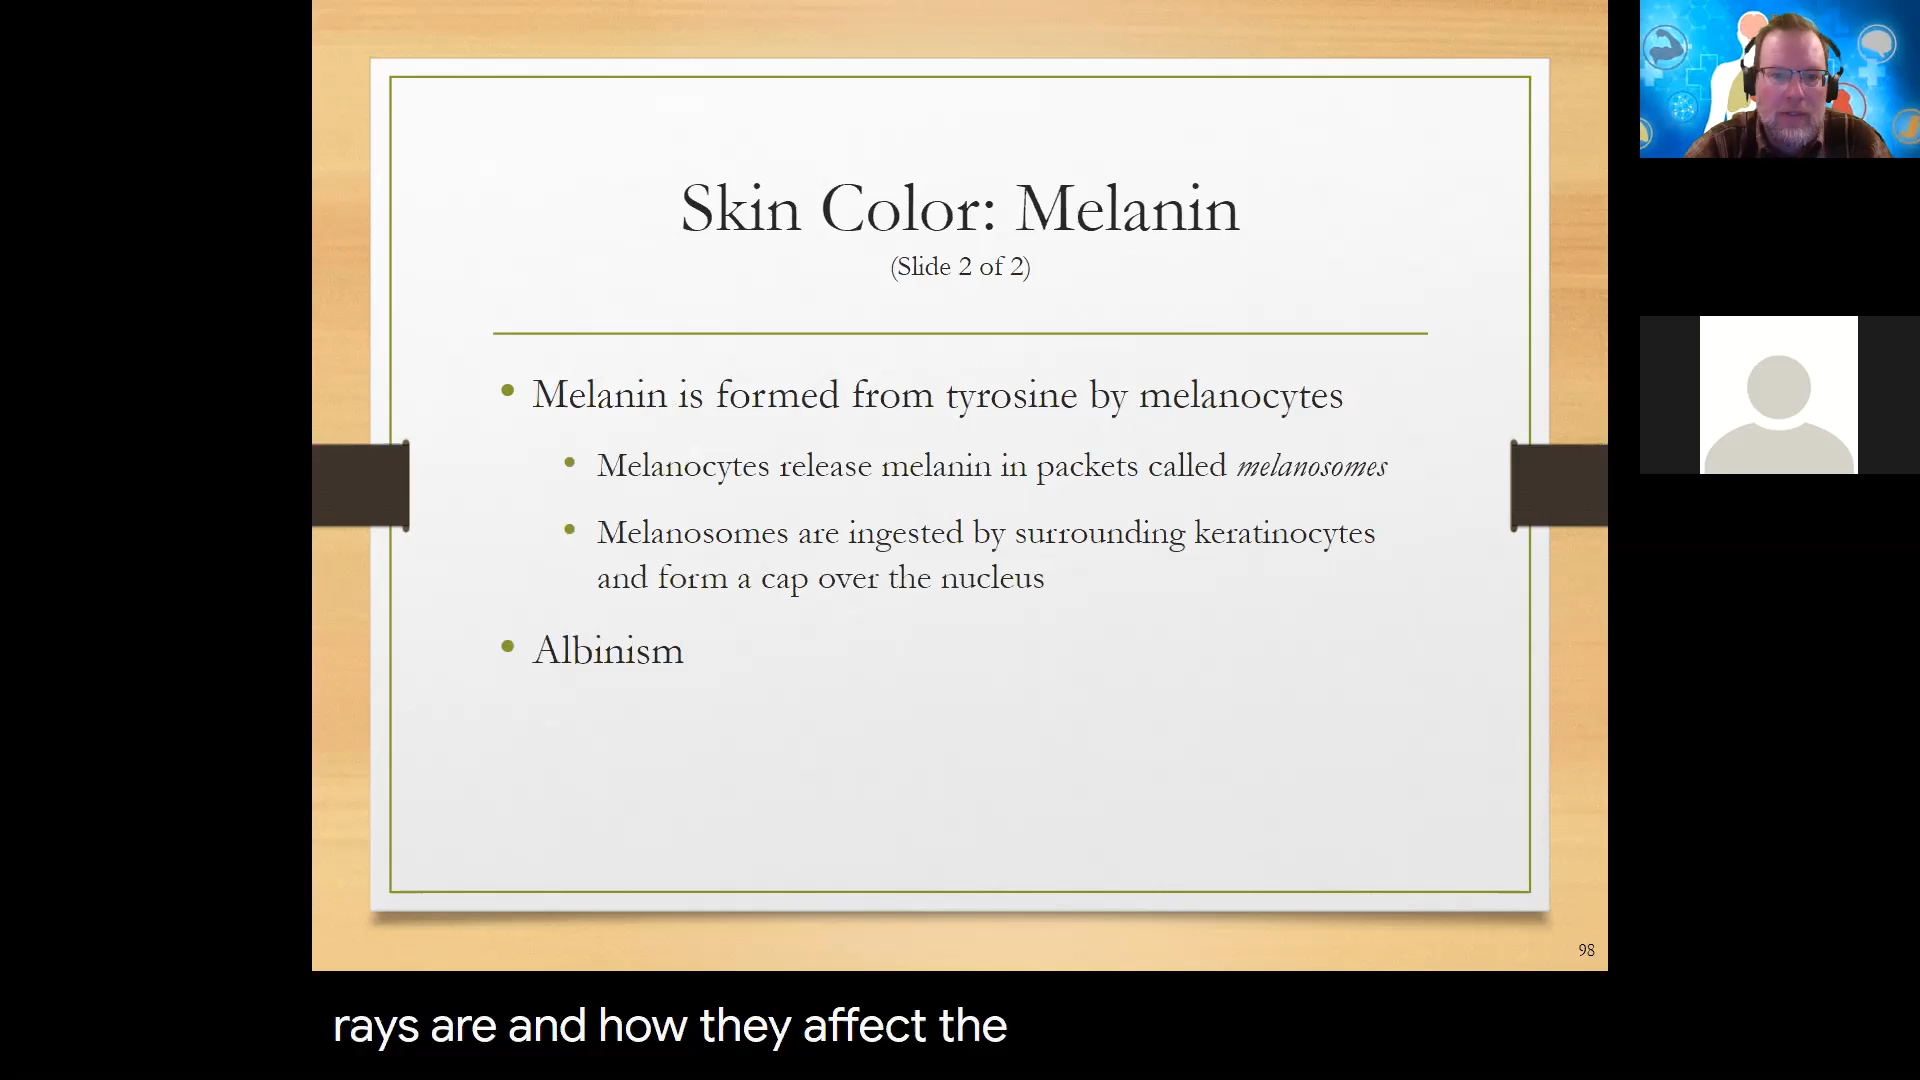 Skin Color: Melanin
(Slide 2 of 2)
• Melanin is formed from tyrosine by melanocytes
• Melanocytes release melanin in packets called melanosomes
• Melanosomes are ingested by surrounding keratinocytes
and form a cap over the nucleus
• Albinism
98
rays are and how they affect the